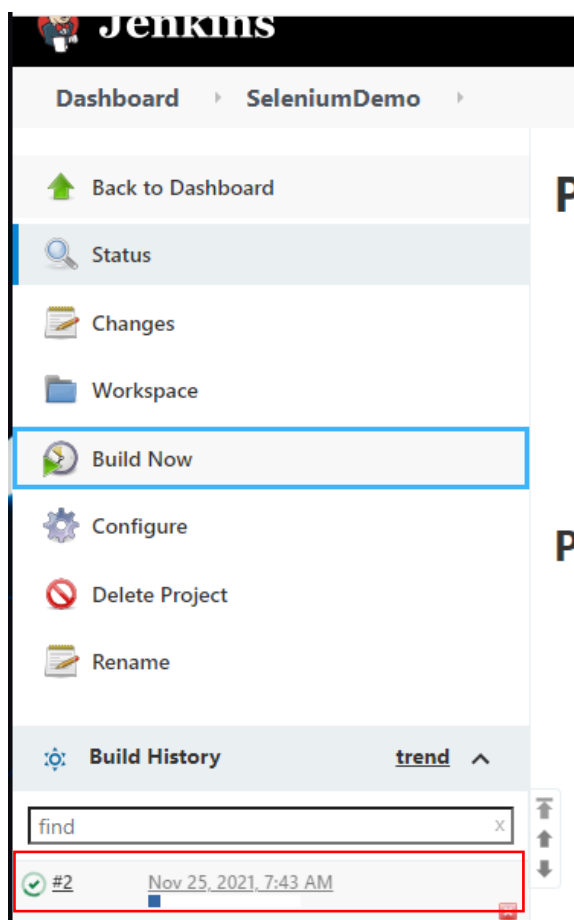 Jenkins
Dashboard SeleniumDemo
Back to Dashboard
P
Status
Changes
Workspace
Build Now
Configure
P
Delete Project
Rename
Build History trend
find x
#2 Nov 25, 2021, 7:43 AM